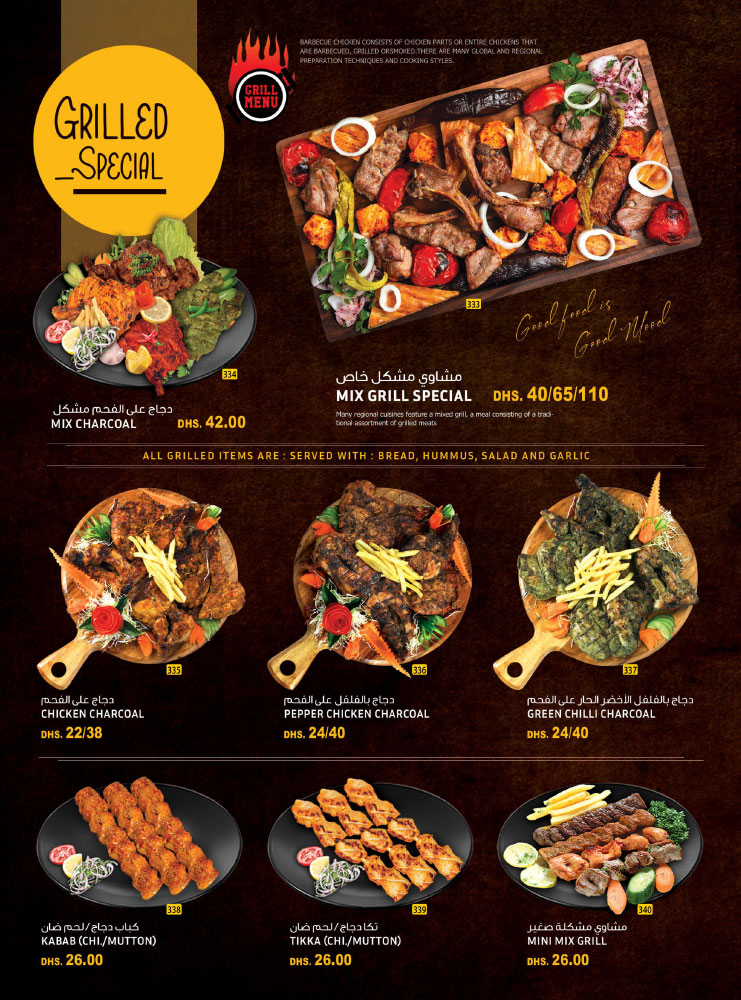 GRILLED
SPECIAL
GRILL
MENU
BARBECUE CHICKEN CONSISTS OF CHICKEN PARTS OR ENTIRE CHICKENS THAT
ARE BARBECUED, GRILLED ORSMOKED.THERE ARE MANY GLOBAL AND REGIONAL
PREPARATION TECHNIQUES AND COOKING STYLES.
333
Good food is
Good Mood
334
دجاج على الفحم مشكل
MIX CHARCOAL DHS. 42.00
مشاوي مشكل خاص
MIX GRILL SPECIAL DHS. 40/65/110
Many regional cuisines feature a mixed grill, a meal consisting of a tradi-
tional assortment of grilled meats
ALL GRILLED ITEMS ARE : SERVED WITH : BREAD, HUMMUS, SALAD AND GARLIC
335
دجاج على الفحم
CHICKEN CHARCOAL
DHS. 22/38
336
دجاج بالفلفل على الفحم
PEPPER CHICKEN CHARCOAL
DHS. 24/40
337
دجاج بالفلفل الأخضر الحار على الفحم
GREEN CHILLI CHARCOAL
DHS. 24/40
338
كباب دجاج/لحم ضان
KABAB (CHI./MUTTON)
DHS. 26.00
339
تكا دجاج/لحم ضان
TIKKA (CHI./MUTTON)
DHS. 26.00
340
مشاوي مشكلة صغير
MINI MIX GRILL
DHS. 26.00